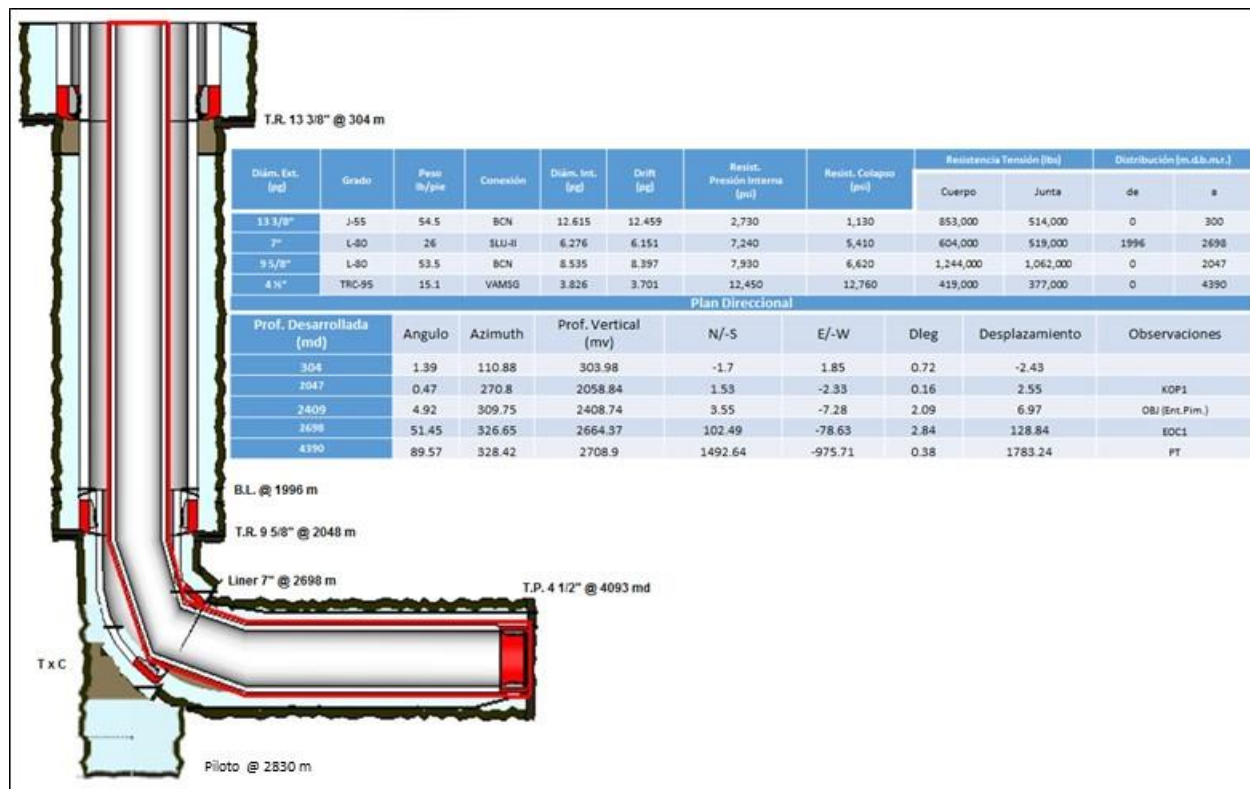 T.R. 13 3/8" @ 304 m
Diám. Ext. (pg) Grado Peso lb/pie Conexión Diám. Int. (pg) Drift (pg) Resist. Presión Interna (psi) Resist. Colapso (psi) Resistencia Tensión (lbs) Distribución (m.d.b.m.r.)
Cuerpo Junta de a
13 3/8" J-55 54.5 BCN 12.615 12.459 2,730 1,130 853,000 514,000 0 300
7" L-80 26 SLIJ-II 6.276 6.151 7,240 5,410 604,000 519,000 1996 2698
9 5/8" L-80 53.5 BCN 8.535 8.397 7,930 6,620 1,244,000 1,062,000 0 2047
4 ½" TRC-95 15.1 VAMSG 3.826 3.701 12,450 12,760 419,000 377,000 0 4390
Plan Direccional
Prof. Desarrollada (md) Angulo Azimuth Prof. Vertical (mv) N/-S E/-W Dleg Desplazamiento Observaciones
304 1.39 110.88 303.98 -1.7 1.85 0.72 -2.43
2047 0.47 270.8 2058.84 1.53 -2.33 0.16 2.55 KOP1
2409 4.92 309.75 2408.74 3.55 -7.28 2.09 6.97 OBJ (Ent.Pim.)
2698 51.45 326.65 2664.37 102.49 -78.63 2.84 128.84 EOC1
4390 89.57 328.42 2708.9 1492.64 -975.71 0.38 1783.24 PT
B.L. @ 1996 m
T.R. 9 5/8" @ 2048 m
Liner 7" @ 2698 m
T.P. 4 1/2" @ 4093 md
T x C
Piloto @ 2830 m